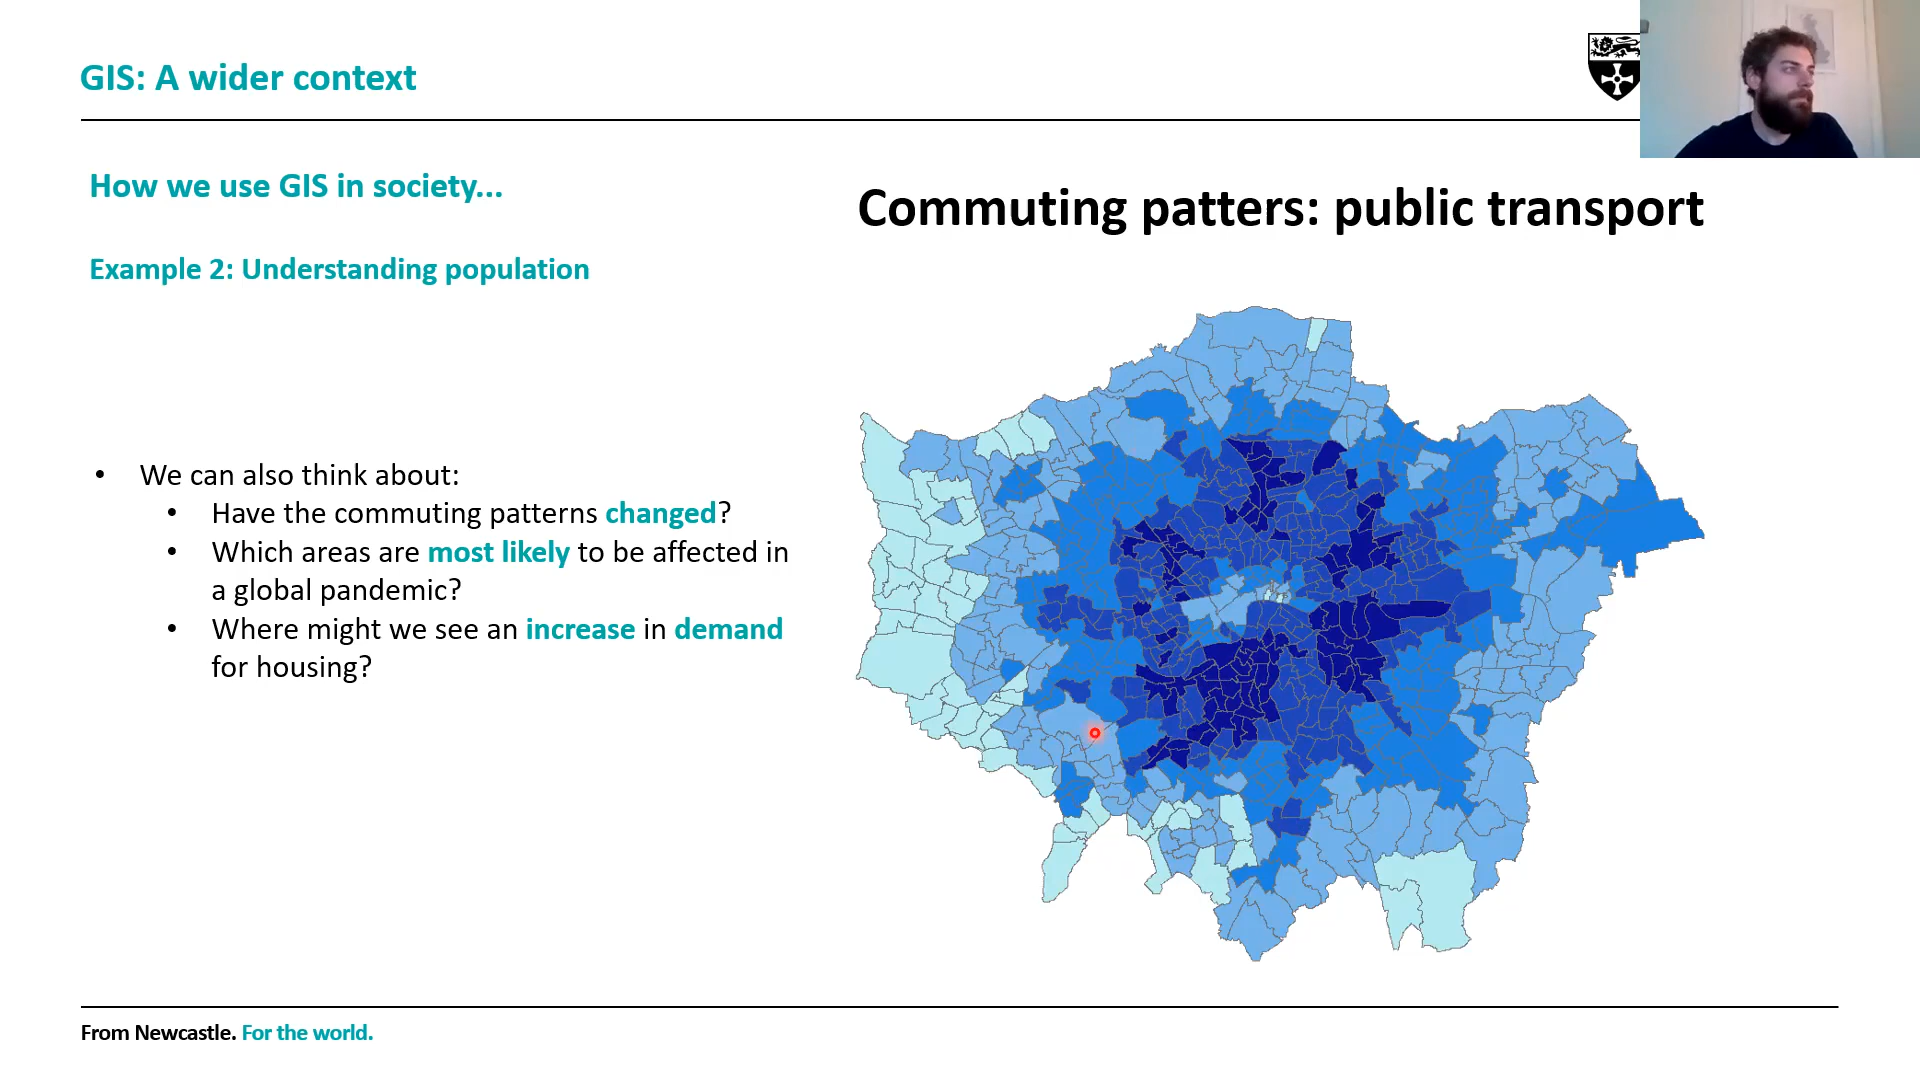 GIS: A wider context
How we use GIS in society...
Commuting patters: public transport
Example 2: Understanding population
• We can also think about:
• Have the commuting patterns changed?
• Which areas are most likely to be affected in
a global pandemic?
• Where might we see an increase in demand
for housing?
From Newcastle. For the world.